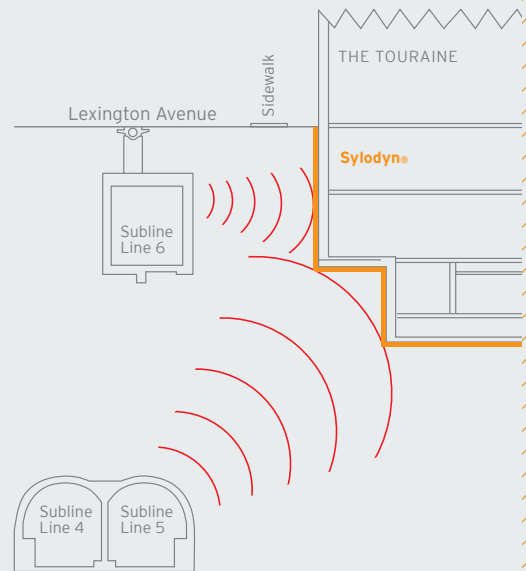 THE TOURAINE
Sidewalk
Lexington Avenue
Sylodyn®
Subline
Line 6
Subline
Line 4
Subline
Line 5